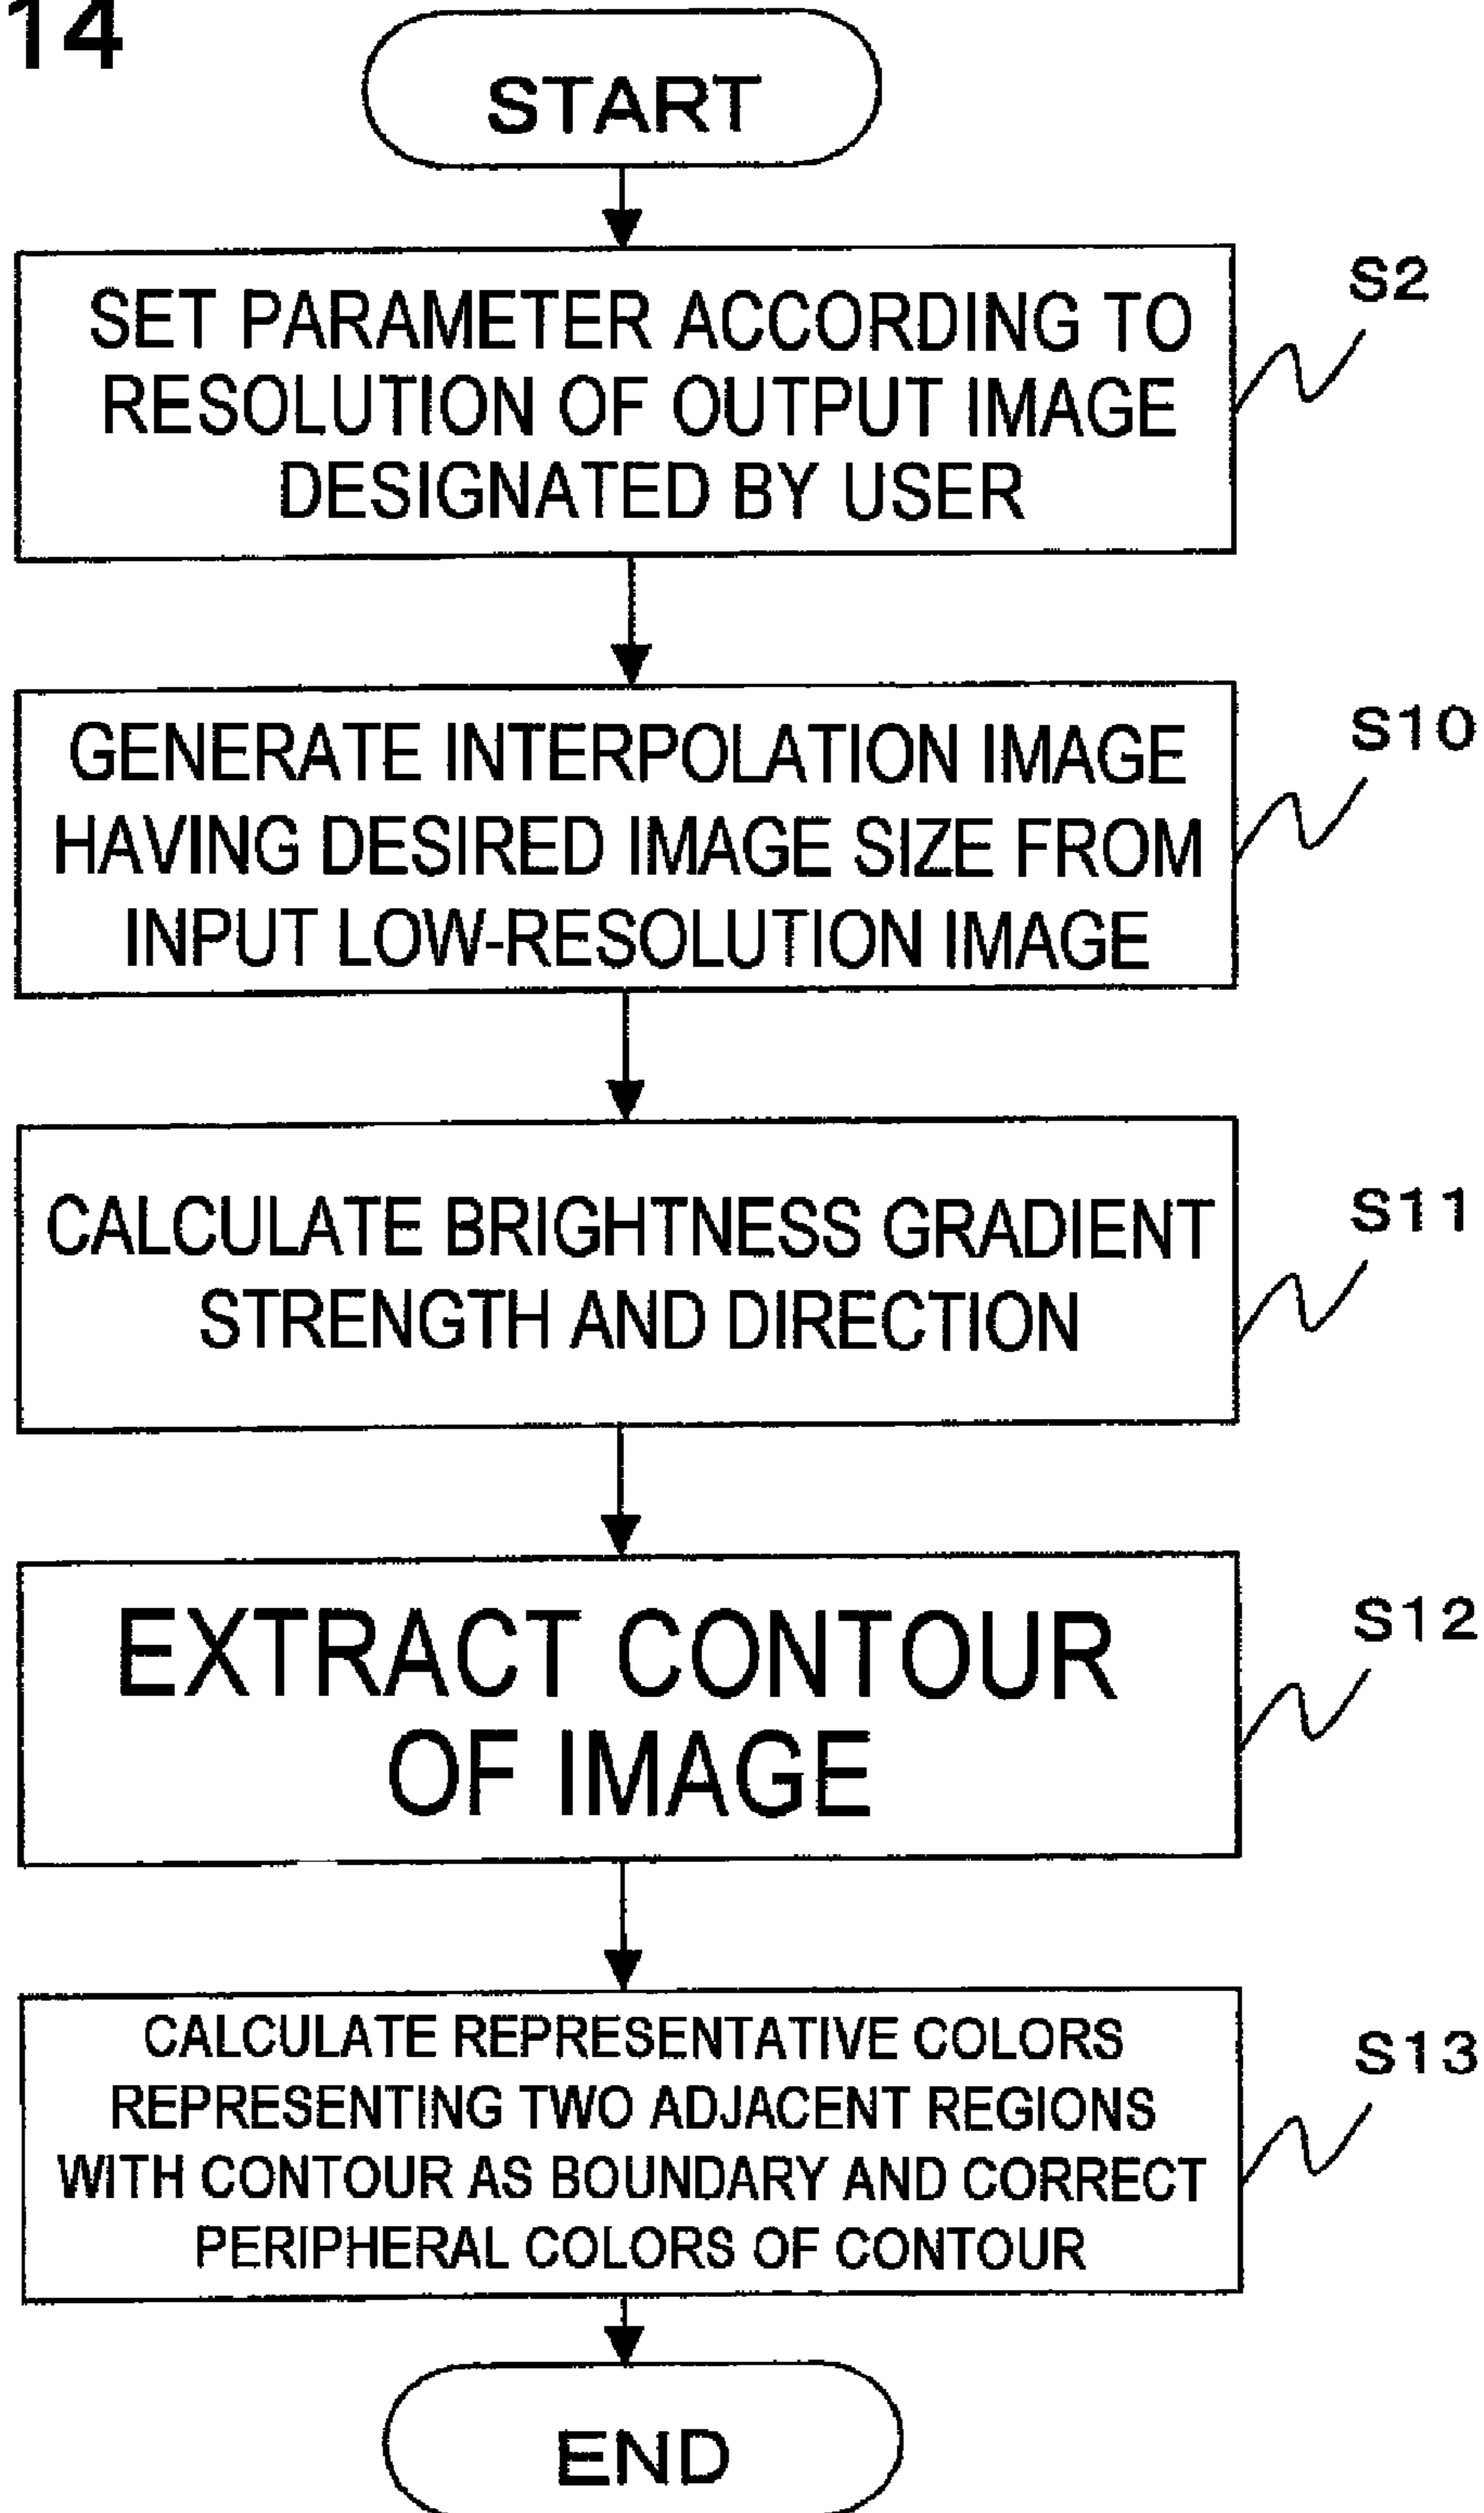 14
START
SET PARAMETER ACCORDING TO
RESOLUTION OF OUTPUT IMAGE
DESIGNATED BY USER
S2
GENERATE INTERPOLATION IMAGE
HAVING DESIRED IMAGE SIZE FROM
INPUT LOW-RESOLUTION IMAGE
S10
CALCULATE BRIGHTNESS GRADIENT
STRENGTH AND DIRECTION
S11
EXTRACT CONTOUR
OF IMAGE
S12
CALCULATE REPRESENTATIVE COLORS
REPRESENTING TWO ADJACENT REGIONS
WITH CONTOUR AS BOUNDARY AND CORRECT
PERIPHERAL COLORS OF CONTOUR
S13
END